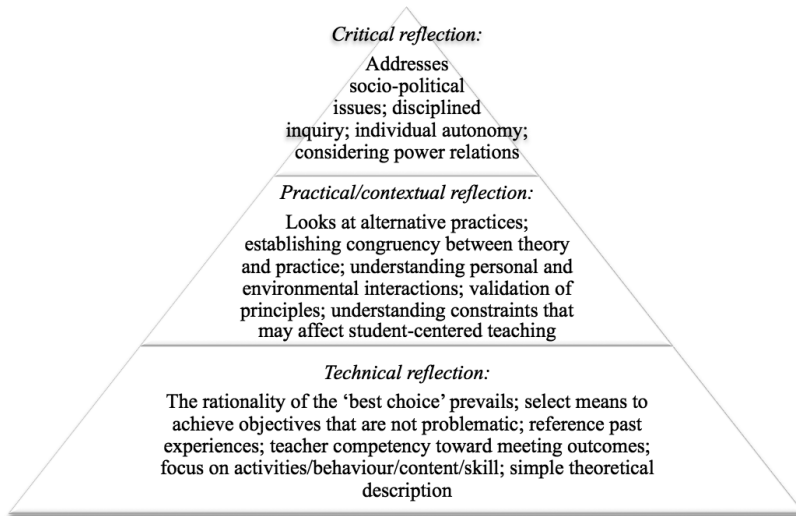 Critical reflection:
Addresses
socio-political
issues; disciplined
inquiry; individual autonomy;
considering power relations
Practical/contextual reflection:
Looks at alternative practices;
establishing congruency between theory
and practice; understanding personal and
environmental interactions; validation of
principles; understanding constraints that
may affect student-centered teaching
Technical reflection:
The rationality of the ‘best choice’ prevails; select means to
achieve objectives that are not problematic; reference past
experiences; teacher competency toward meeting outcomes;
focus on activities/behaviour/content/skill; simple theoretical
description